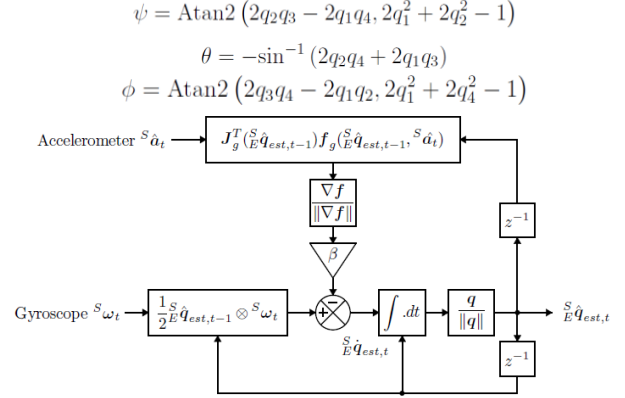 ψ = Atan2 (2q₂q₃ − 2q₁q₄, 2q₁² + 2q₂² − 1)
θ = −sin⁻¹ (2q₂q₄ + 2q₁q₃)
ϕ = Atan2 (2q₃q₄ − 2q₁q₂, 2q₁² + 2q₄² − 1)
Accelerometer ˢâₜ
J_g^T(^S_E q̂_est,t−1) f_g(^S_E q̂_est,t−1, ^S â_t)
∇f
‖∇f‖
z⁻¹
β
Gyroscope ˢωₜ
1/2 ^S_E q̂_est,t−1 ⊗ ^S ω_t
+ −
∫ .dt
q
‖q‖
^S_E q̂_est,t
^S_E q̇_est,t
z⁻¹